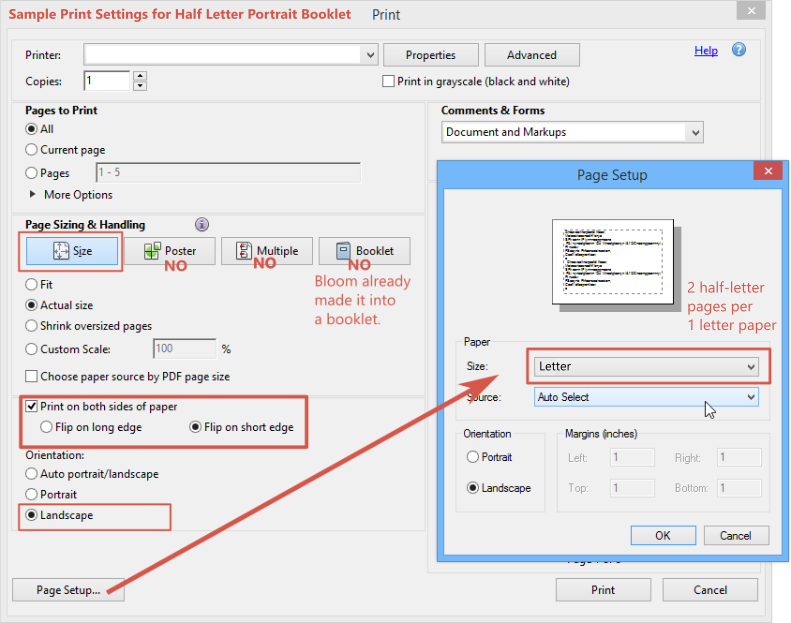 Sample Print Settings for Half Letter Portrait Booklet Print
Printer: Properties Advanced Help
Copies: 1 Print in grayscale (black and white)
Pages to Print
All
Current page
Pages 1 - 5
More Options
Comments & Forms
Document and Markups
Page Sizing & Handling
Size Poster Multiple Booklet
NO NO NO
Bloom already
made it into
a booklet.
Fit
Actual size
Shrink oversized pages
Custom Scale: 100 %
Choose paper source by PDF page size
Print on both sides of paper
Flip on long edge Flip on short edge
Orientation:
Auto portrait/landscape
Portrait
Landscape
Page Setup...
Page Setup
2 half-letter
pages per
1 letter paper
Paper
Size: Letter
Source: Auto Select
Orientation
Portrait
Landscape
Margins (inches)
Left: 1 Right: 1
Top: 1 Bottom: 1
OK Cancel
Print Cancel